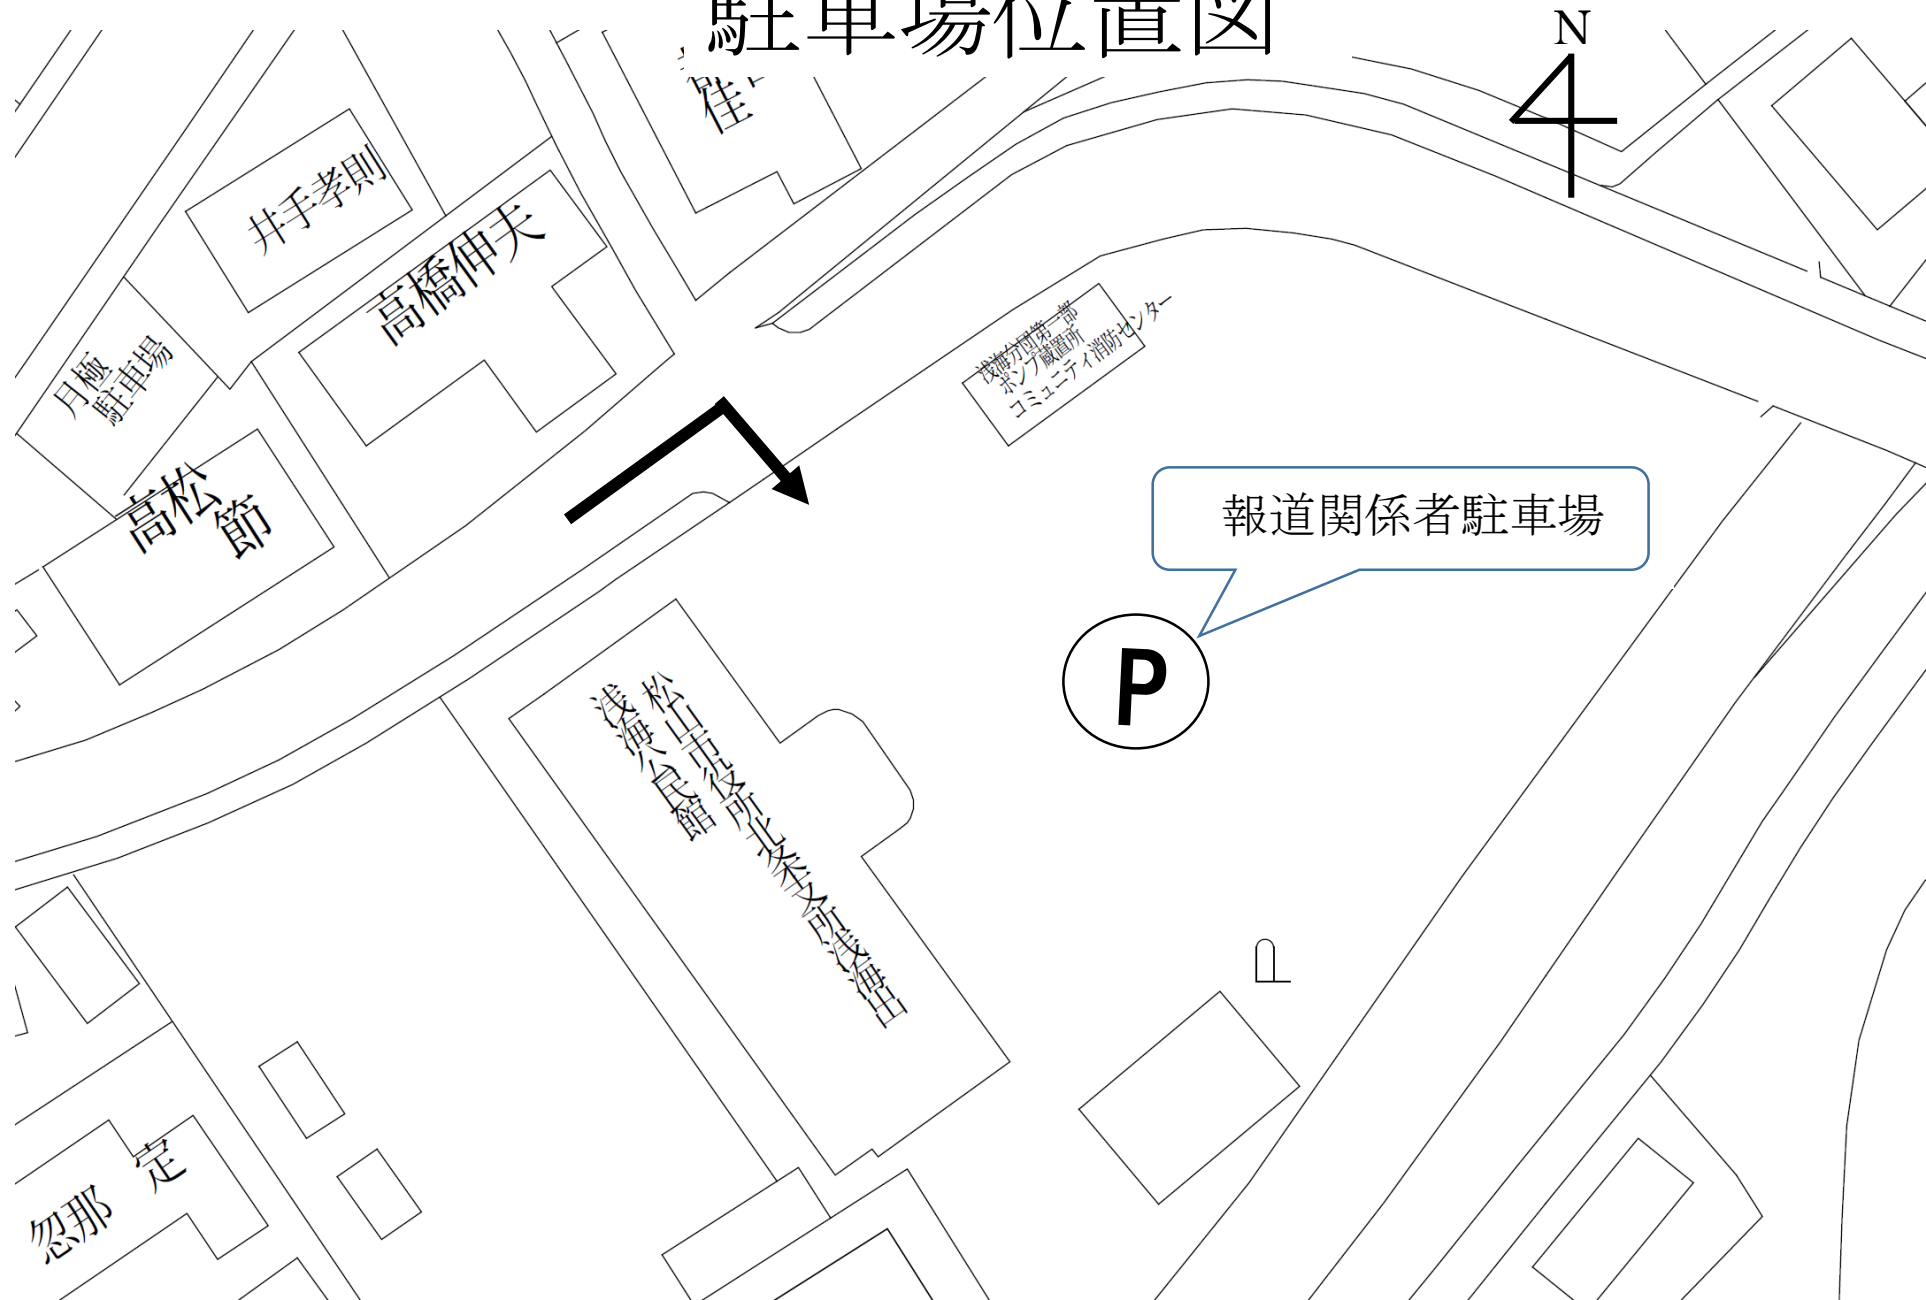 駐車場位置図
N
佳
井手孝則
高橋伸夫
月極
駐車場
浅海分団第一部
ポンプ蔵置所
コミュニティ消防センター
高松
節
報道関係者駐車場
P
松山市役所北条支所浅海出
浅海公民館
忽那 定